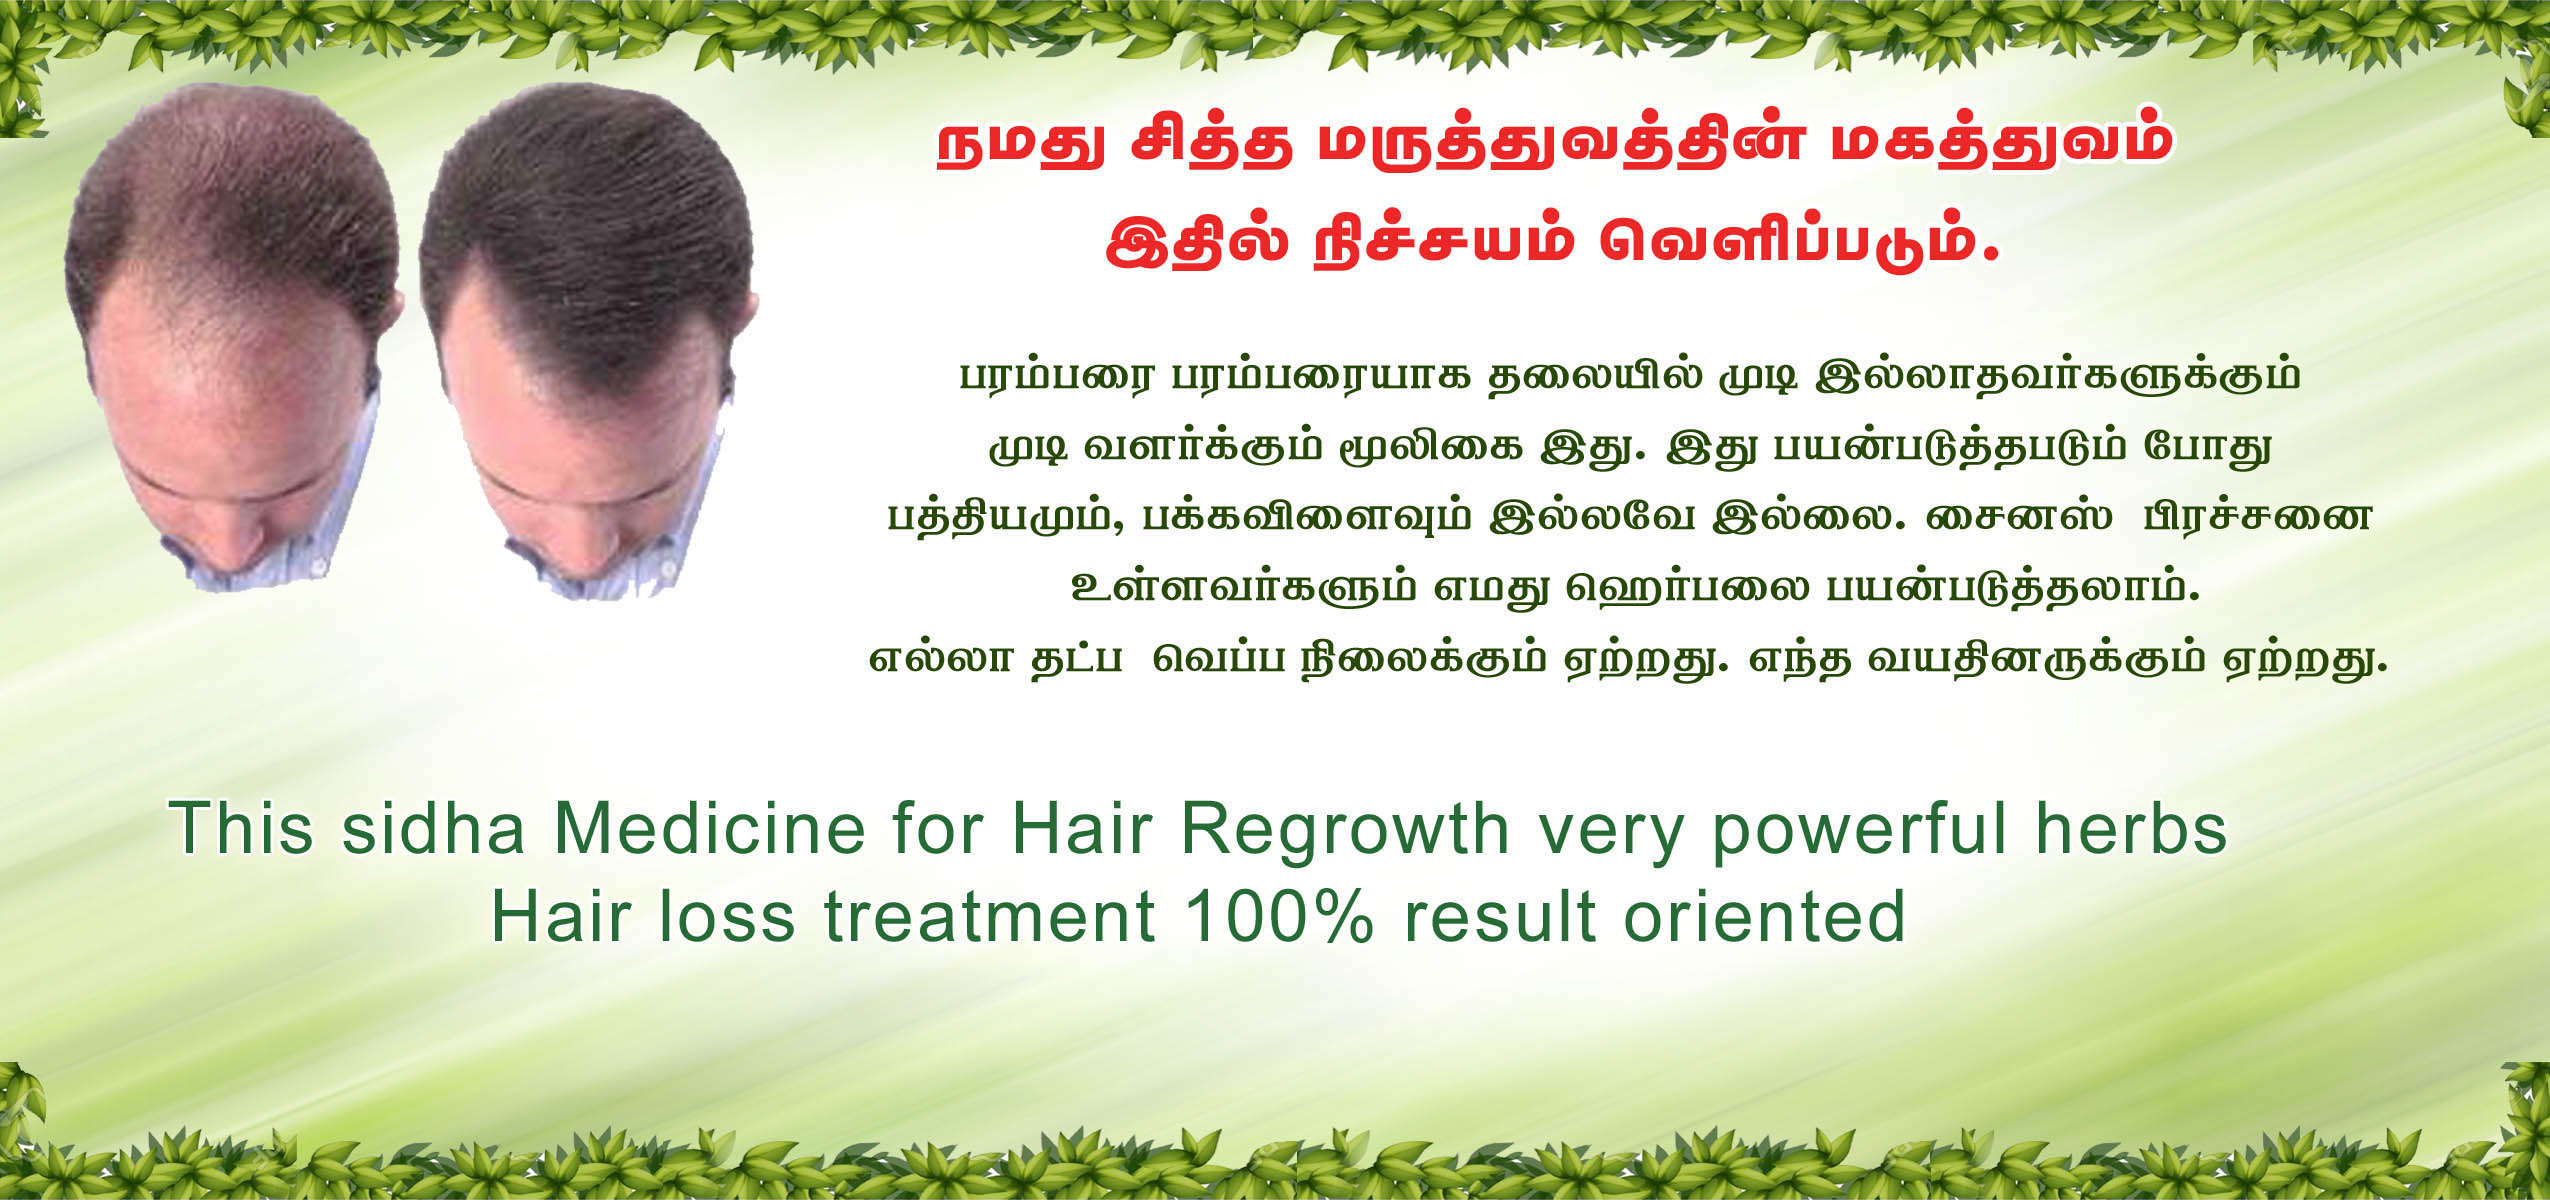 நமது சித்த மருத்துவத்தின் மகத்துவம்
இதில் நிச்சயம் வெளிப்படும்.
பரம்பரை பரம்பரையாக தலையில் முடி இல்லாதவர்களுக்கும்
முடி வளர்க்கும் மூலிகை இது. இது பயன்படுத்தபடும் போது
பத்தியமும், பக்கவிளைவும் இல்லவே இல்லை. சைனஸ் பிரச்சனை
உள்ளவர்களும் எமது ஹெர்பலை பயன்படுத்தலாம்.
எல்லா தட்ப வெப்ப நிலைக்கும் ஏற்றது. எந்த வயதினருக்கும் ஏற்றது.
This sidha Medicine for Hair Regrowth very powerful herbs
Hair loss treatment 100% result oriented